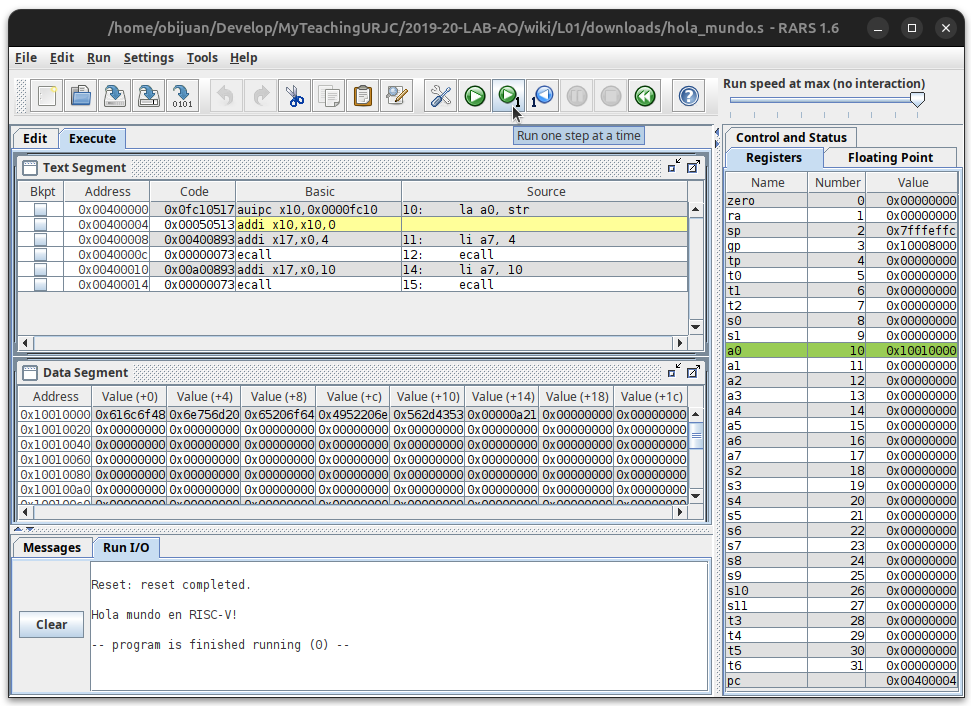 /home/obijuan/Develop/MyTeachingURJC/2019-20-LAB-AO/wiki/L01/downloads/hola_mundo.s - RARS 1.6
File Edit Run Settings Tools Help
0101
1
1
Run speed at max (no interaction)
Run one step at a time
Edit Execute
Text Segment
Bkpt Address Code Basic Source
0x00400000 0x0fc10517 auipc x10,0x0000fc10 10: la a0, str
0x00400004 0x00050513 addi x10,x10,0
0x00400008 0x00400893 addi x17,x0,4 11: li a7, 4
0x0040000c 0x00000073 ecall 12: ecall
0x00400010 0x00a00893 addi x17,x0,10 14: li a7, 10
0x00400014 0x00000073 ecall 15: ecall
Data Segment
Address Value (+0) Value (+4) Value (+8) Value (+c) Value (+10) Value (+14) Value (+18) Value (+1c)
0x10010000 0x616c6f48 0x6e756d20 0x65206f64 0x4952206e 0x562d4353 0x00000a21 0x00000000 0x00000000
0x10010020 0x00000000 0x00000000 0x00000000 0x00000000 0x00000000 0x00000000 0x00000000 0x00000000
0x10010040 0x00000000 0x00000000 0x00000000 0x00000000 0x00000000 0x00000000 0x00000000 0x00000000
0x10010060 0x00000000 0x00000000 0x00000000 0x00000000 0x00000000 0x00000000 0x00000000 0x00000000
0x10010080 0x00000000 0x00000000 0x00000000 0x00000000 0x00000000 0x00000000 0x00000000 0x00000000
0x100100a0 0x00000000 0x00000000 0x00000000 0x00000000 0x00000000 0x00000000 0x00000000 0x00000000
Messages Run I/O
Reset: reset completed.
Hola mundo en RISC-V!
-- program is finished running (0) --
Clear
Control and Status
Registers Floating Point
Name Number Value
zero 0 0x00000000
ra 1 0x00000000
sp 2 0x7fffeffc
gp 3 0x10008000
tp 4 0x00000000
t0 5 0x00000000
t1 6 0x00000000
t2 7 0x00000000
s0 8 0x00000000
s1 9 0x00000000
a0 10 0x10010000
a1 11 0x00000000
a2 12 0x00000000
a3 13 0x00000000
a4 14 0x00000000
a5 15 0x00000000
a6 16 0x00000000
a7 17 0x00000000
s2 18 0x00000000
s3 19 0x00000000
s4 20 0x00000000
s5 21 0x00000000
s6 22 0x00000000
s7 23 0x00000000
s8 24 0x00000000
s9 25 0x00000000
s10 26 0x00000000
s11 27 0x00000000
t3 28 0x00000000
t4 29 0x00000000
t5 30 0x00000000
t6 31 0x00000000
pc 0x00400004